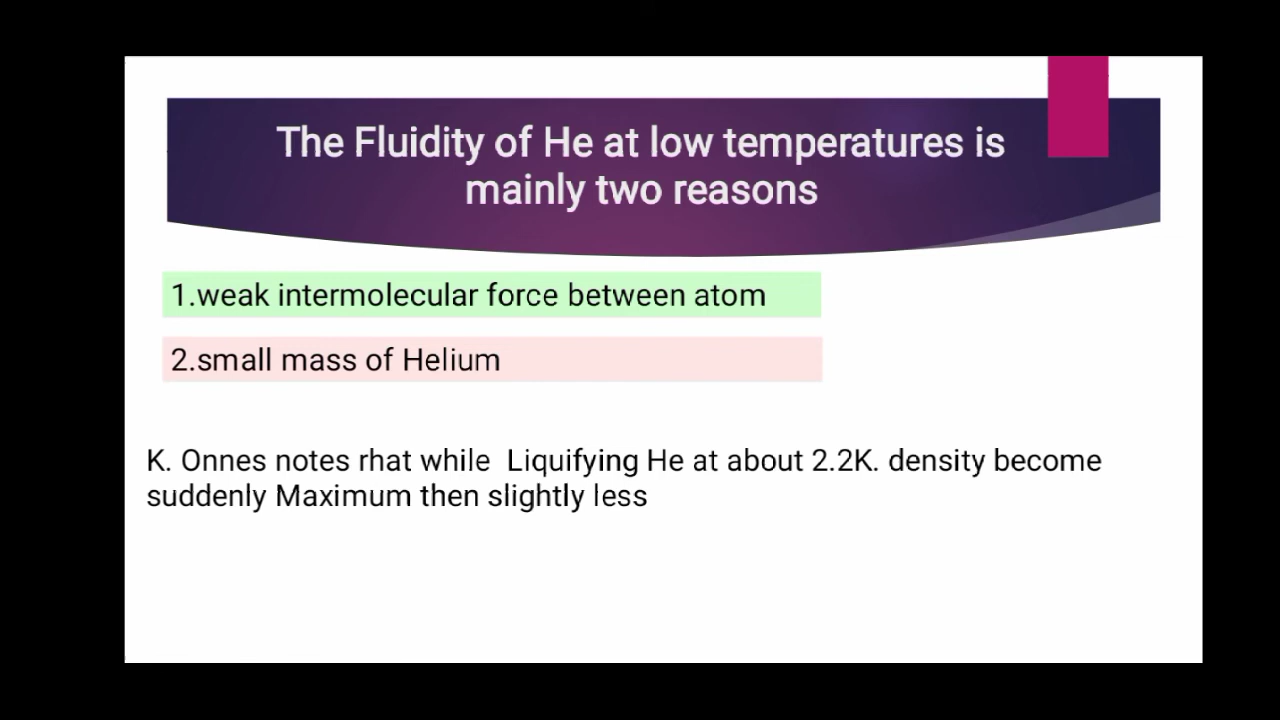 The Fluidity of He at low temperatures is
mainly two reasons
1.weak intermolecular force between atom
2.small mass of Helium
K. Onnes notes rhat while Liquifying He at about 2.2K. density become
suddenly Maximum then slightly less